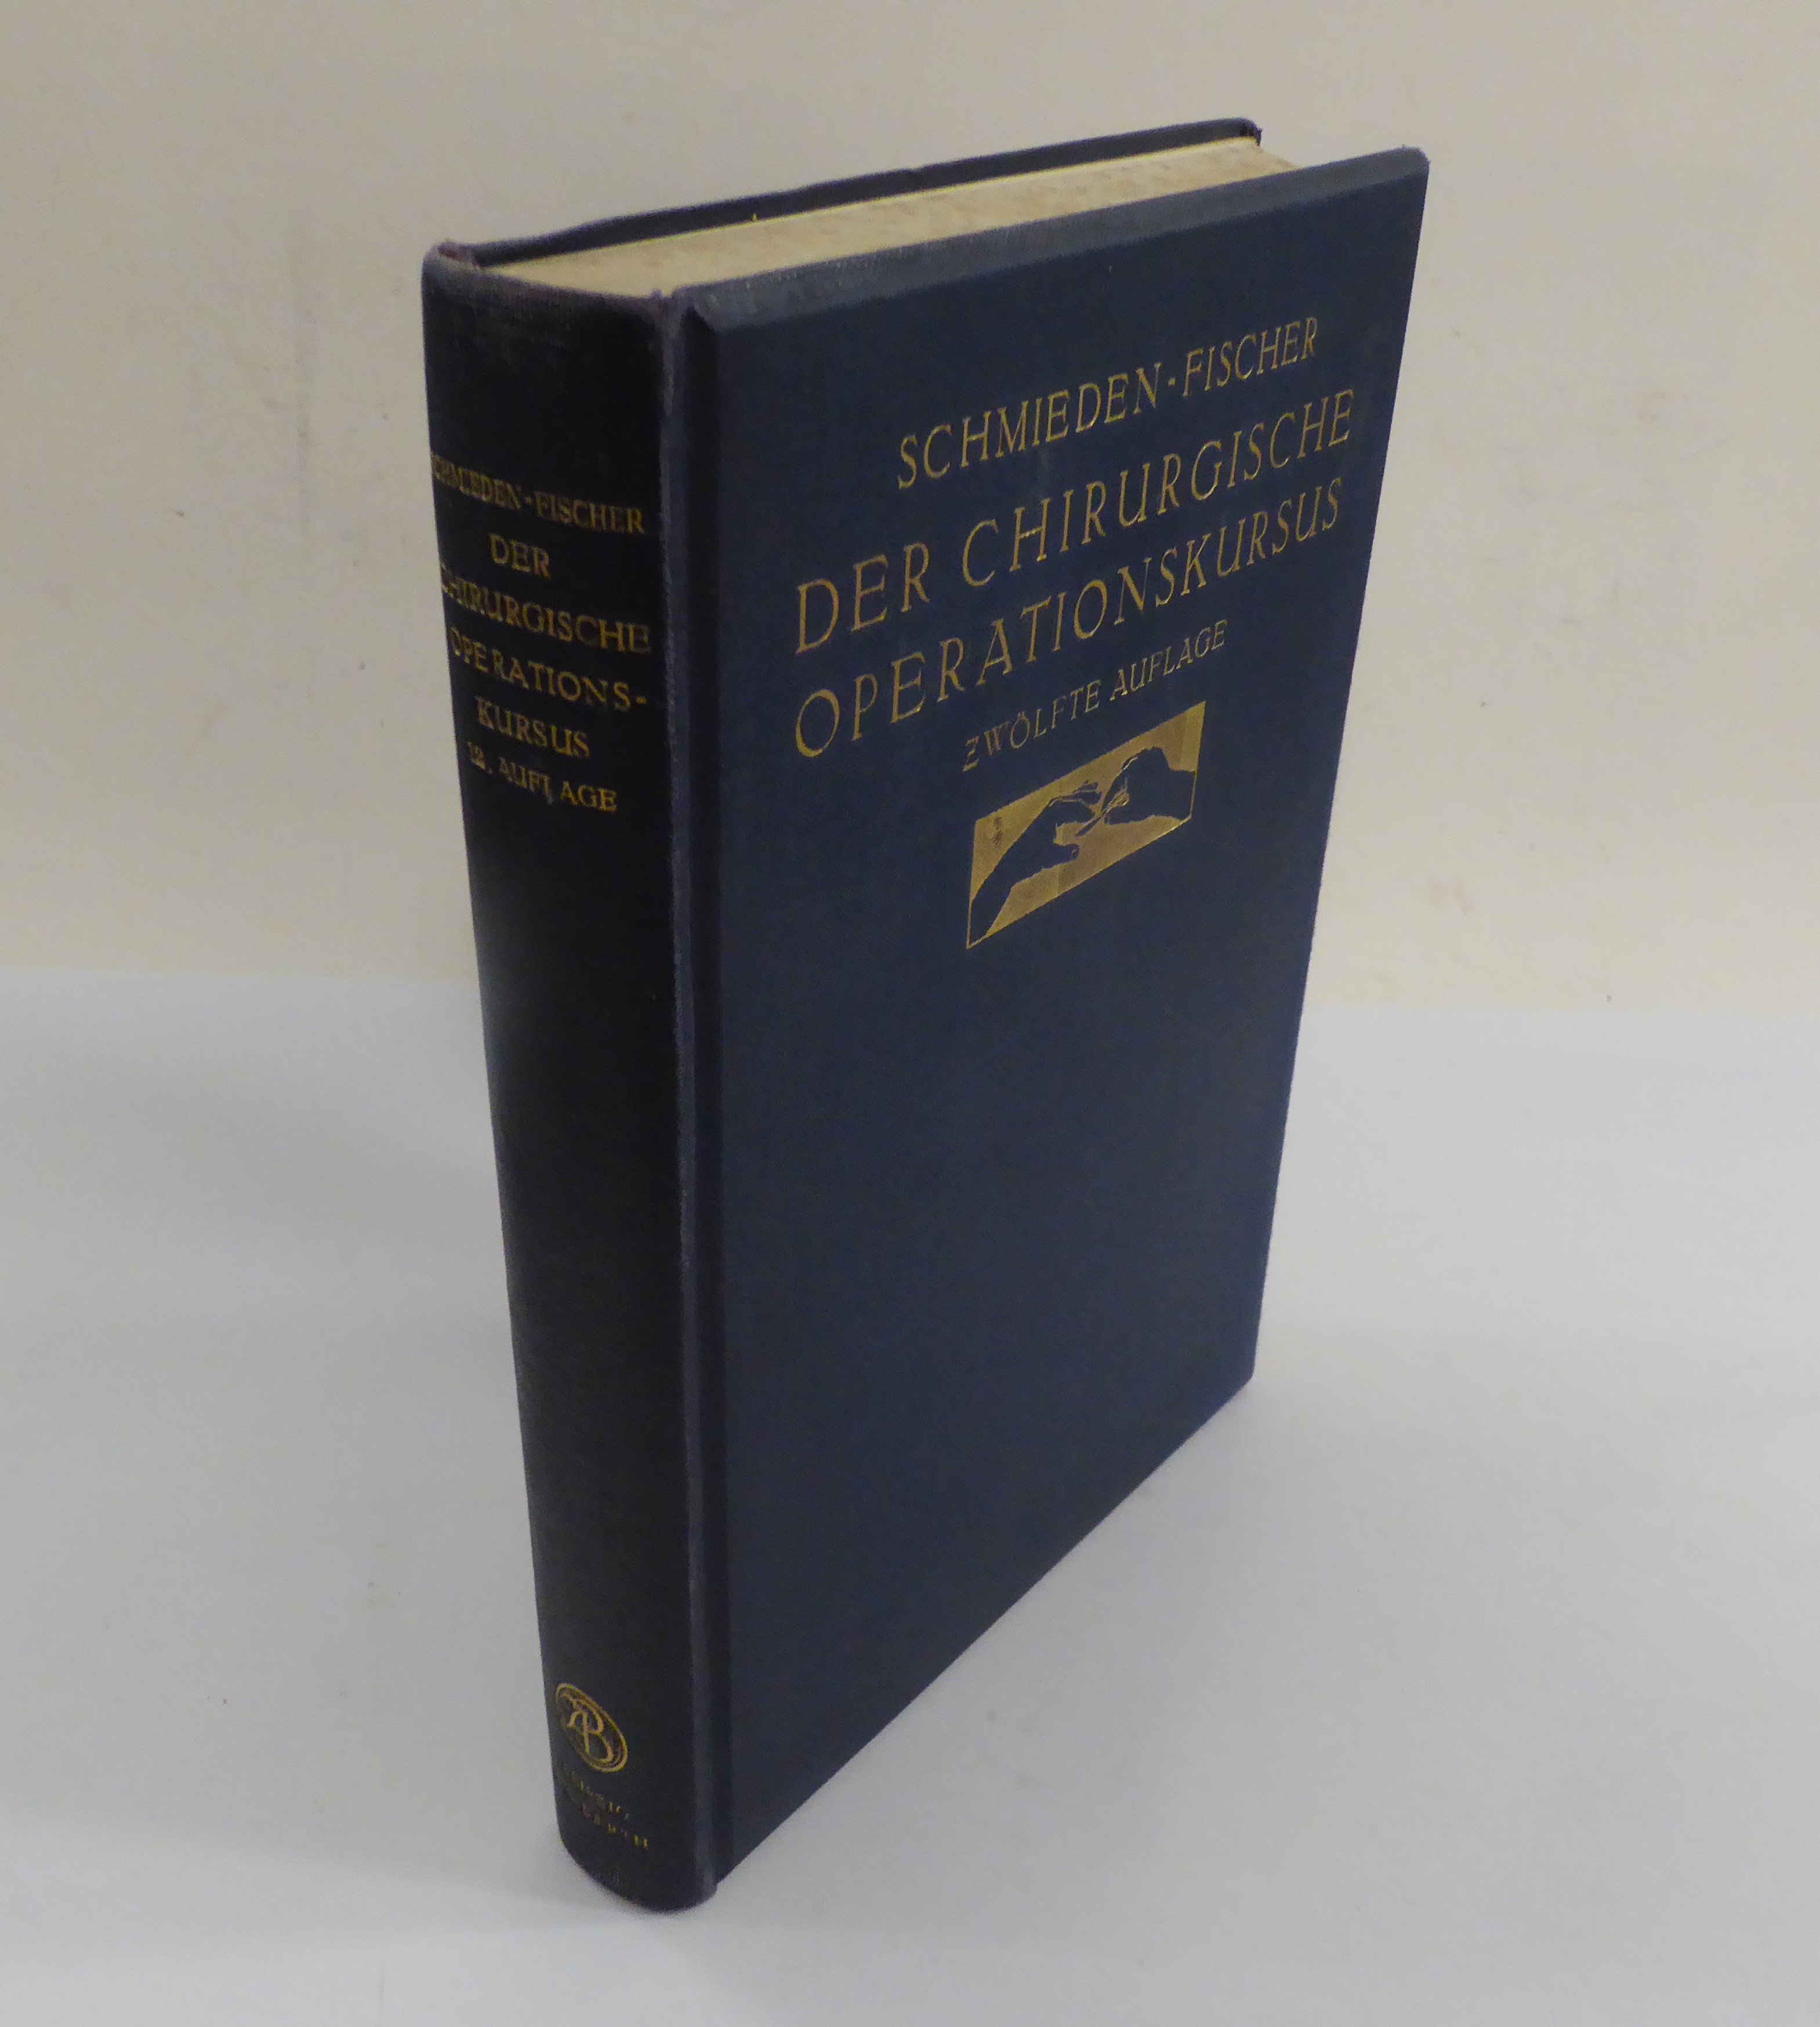 SCHMIEDEN-FISCHER
DER
CHIRURGISCHE
OPERATIONS-
KURSUS
12. AUFLAGE
SCHMIEDEN-FISCHER
DER CHIRURGISCHE
OPERATIONSKURSUS
ZWÖLFTE AUFLAGE